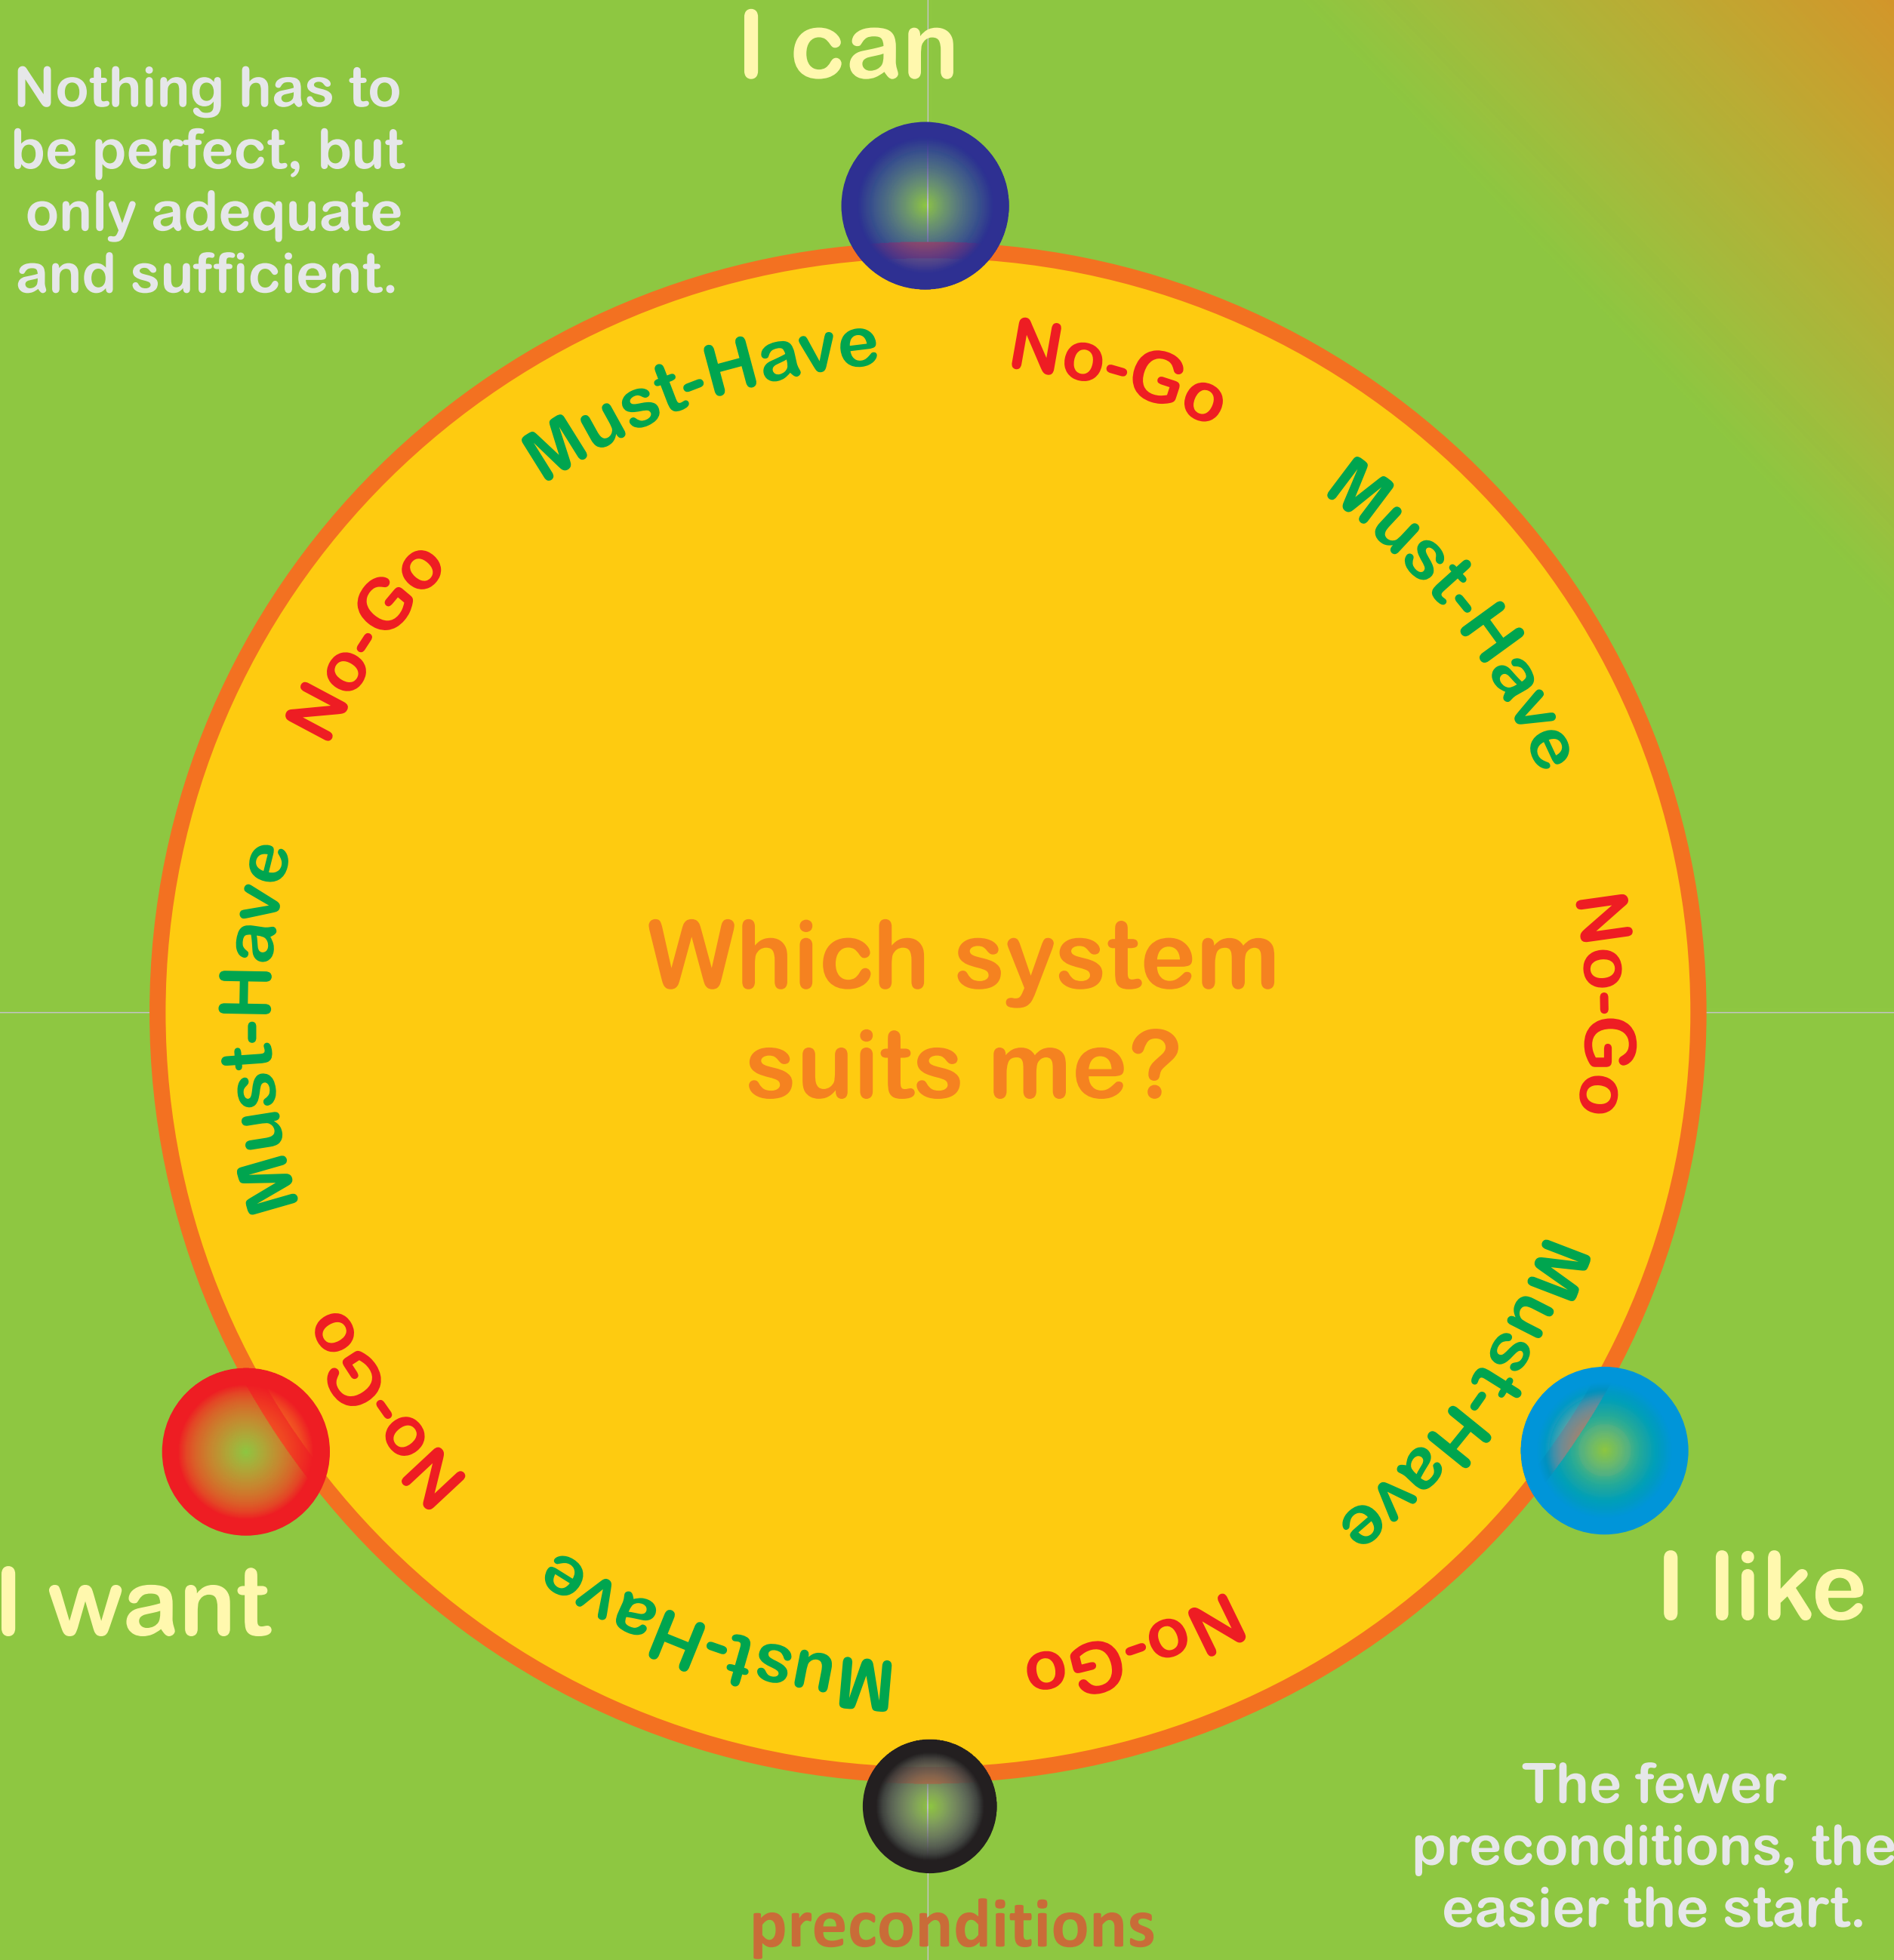 I can
Nothing has to
be perfect, but
only adequate
and sufficient.
Must-Have
No-Go
Must-Have
No-Go
Must-Have
No-Go
Must-Have
No-Go
Must-Have
No-Go
Which system
suits me?
I want
I like
The fewer
preconditions, the
easier the start.
preconditions